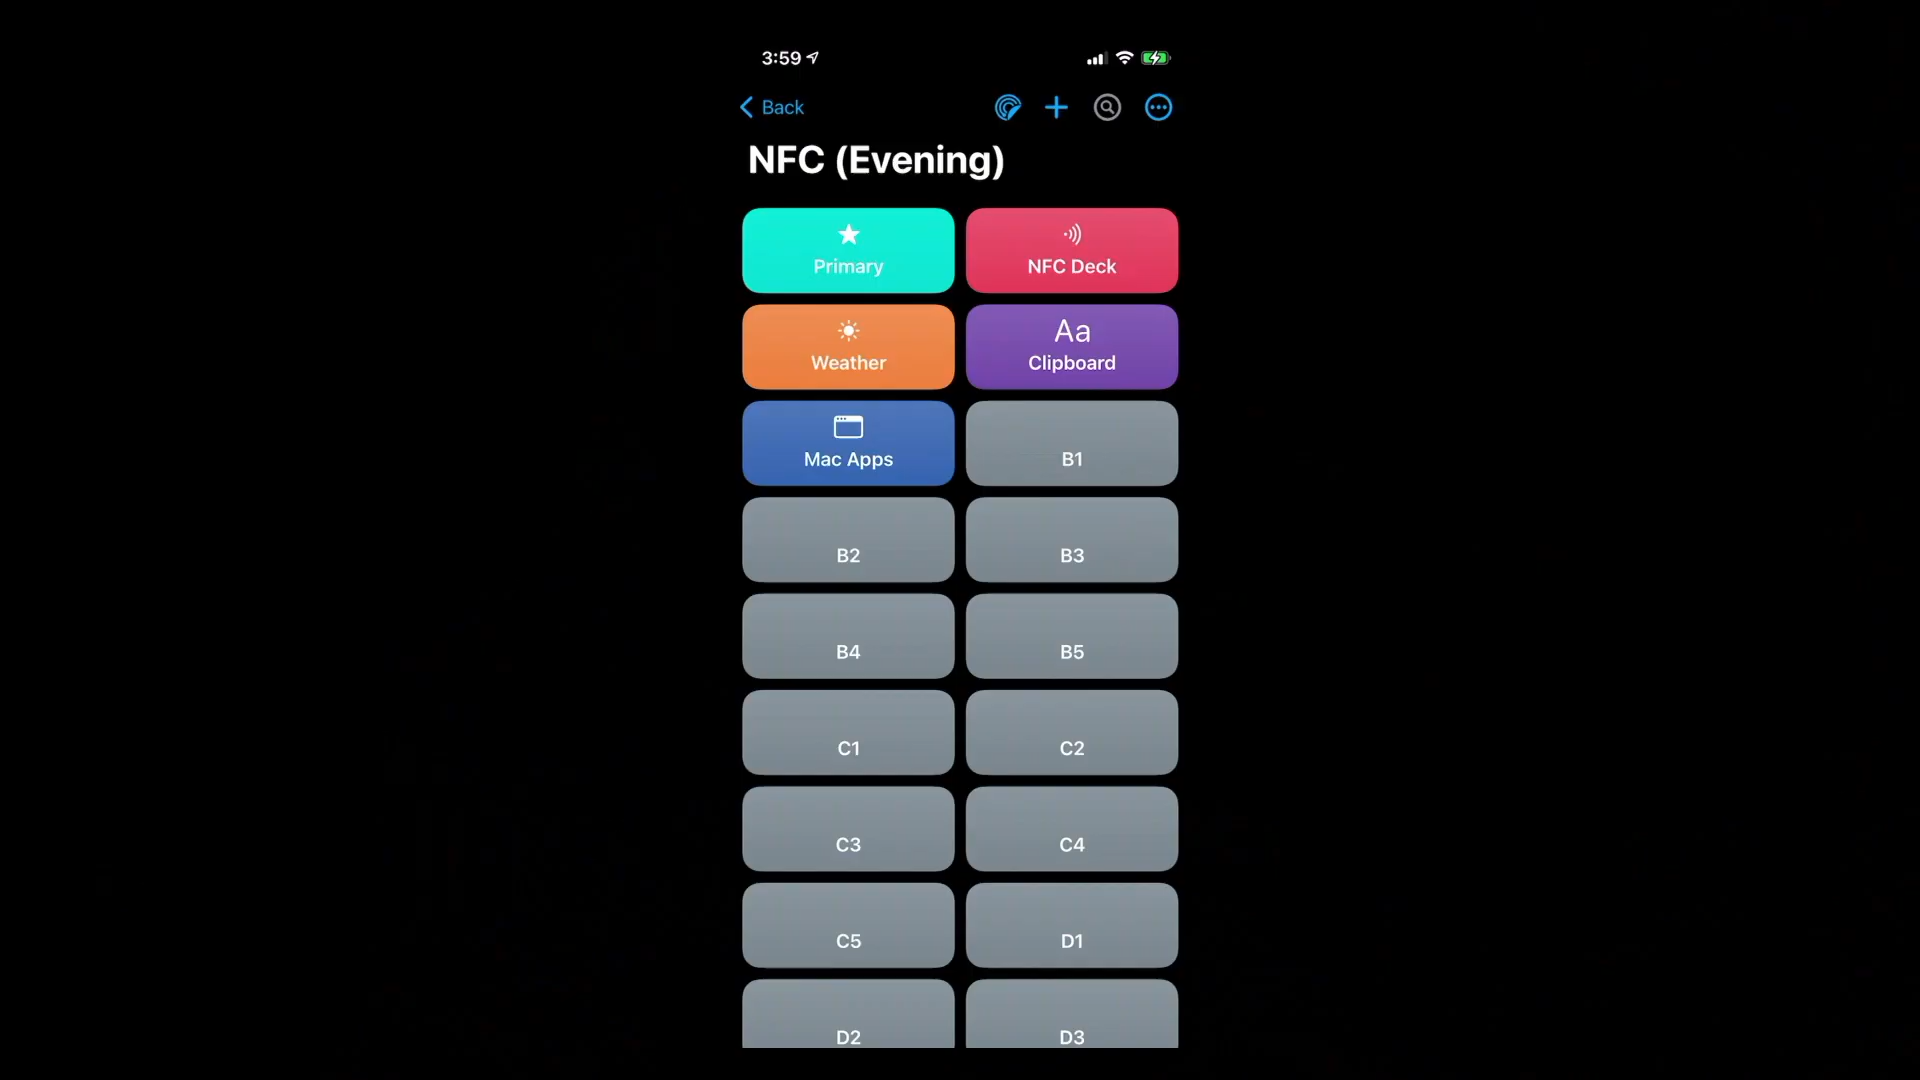 3:59
Back
NFC (Evening)
Primary
NFC Deck
Weather
Aa
Clipboard
Mac Apps
B1
B2
B3
B4
B5
C1
C2
C3
C4
C5
D1
D2
D3